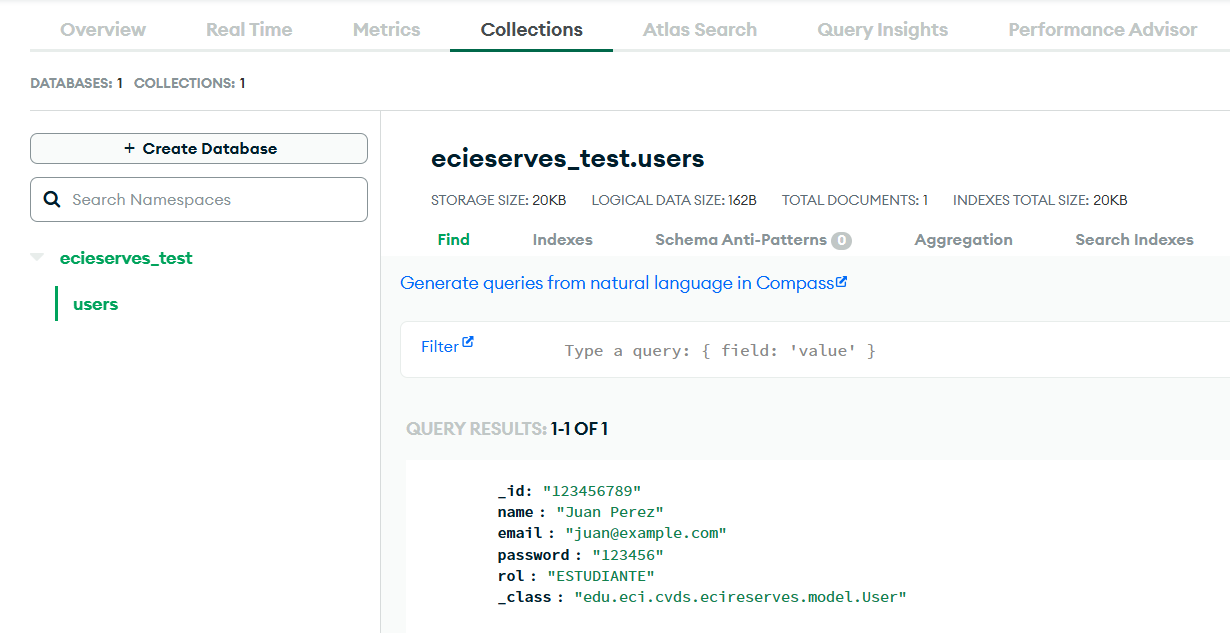 Overview Real Time Metrics Collections Atlas Search Query Insights Performance Advisor
DATABASES: 1 COLLECTIONS: 1
+ Create Database
Search Namespaces
ecieserves_test
users
ecieserves_test.users
STORAGE SIZE: 20KB LOGICAL DATA SIZE: 162B TOTAL DOCUMENTS: 1 INDEXES TOTAL SIZE: 20KB
Find Indexes Schema Anti-Patterns 0 Aggregation Search Indexes
Generate queries from natural language in Compass
Filter Type a query: { field: 'value' }
QUERY RESULTS: 1-1 OF 1
_id: "123456789"
name : "Juan Perez"
email : "juan@example.com"
password : "123456"
rol : "ESTUDIANTE"
_class : "edu.eci.cvds.ecireserves.model.User"